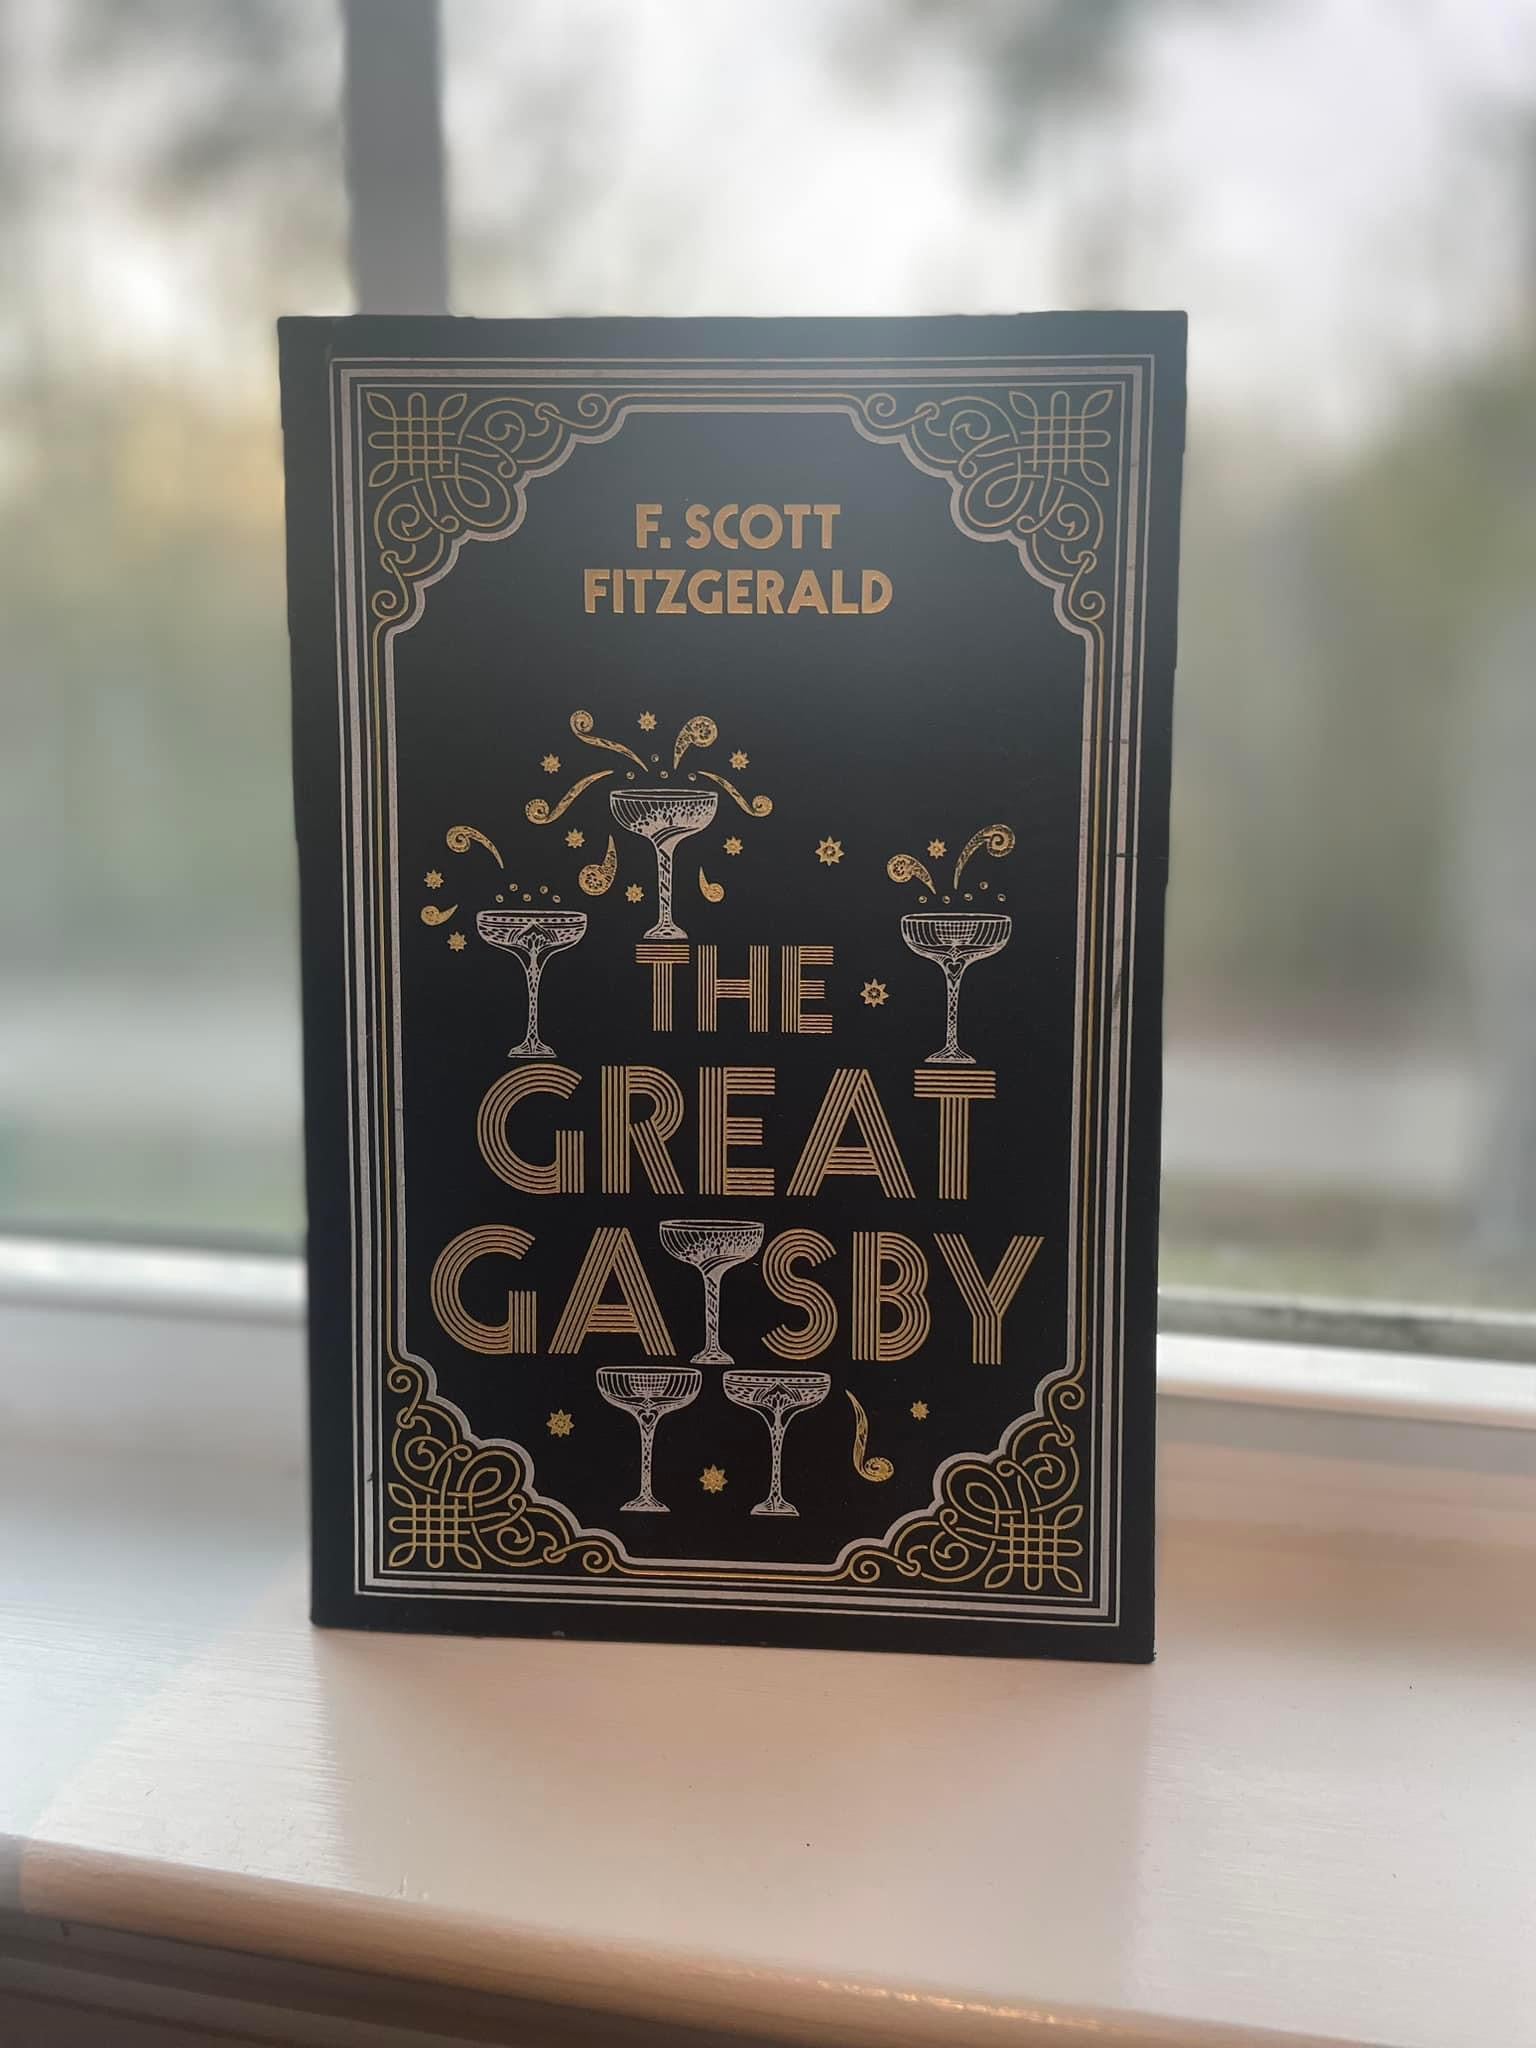 F. SCOTT
FITZGERALD
THE
GREAT
GATSBY